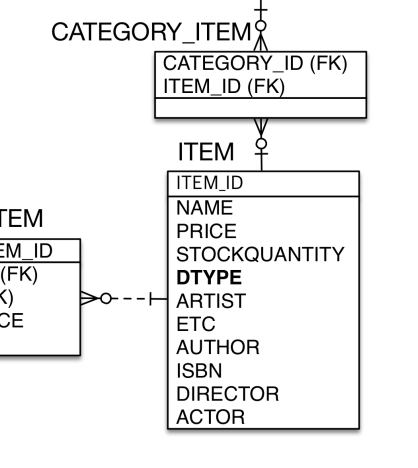 CATEGORY_ITEM
CATEGORY_ID (FK)
ITEM_ID (FK)
ITEM
ITEM_ID
NAME
PRICE
STOCKQUANTITY
DTYPE
ARTIST
ETC
AUTHOR
ISBN
DIRECTOR
ACTOR
TEM
EM_ID
(FK)
K)
CE